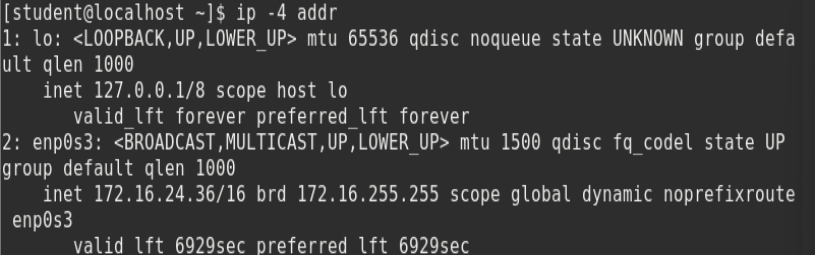 [student@localhost ~]$ ip -4 addr
1: lo: <LOOPBACK,UP,LOWER_UP> mtu 65536 qdisc noqueue state UNKNOWN group defa
ult qlen 1000
    inet 127.0.0.1/8 scope host lo
       valid_lft forever preferred_lft forever
2: enp0s3: <BROADCAST,MULTICAST,UP,LOWER_UP> mtu 1500 qdisc fq_codel state UP
group default qlen 1000
    inet 172.16.24.36/16 brd 172.16.255.255 scope global dynamic noprefixroute
 enp0s3
       valid_lft 6929sec preferred_lft 6929sec